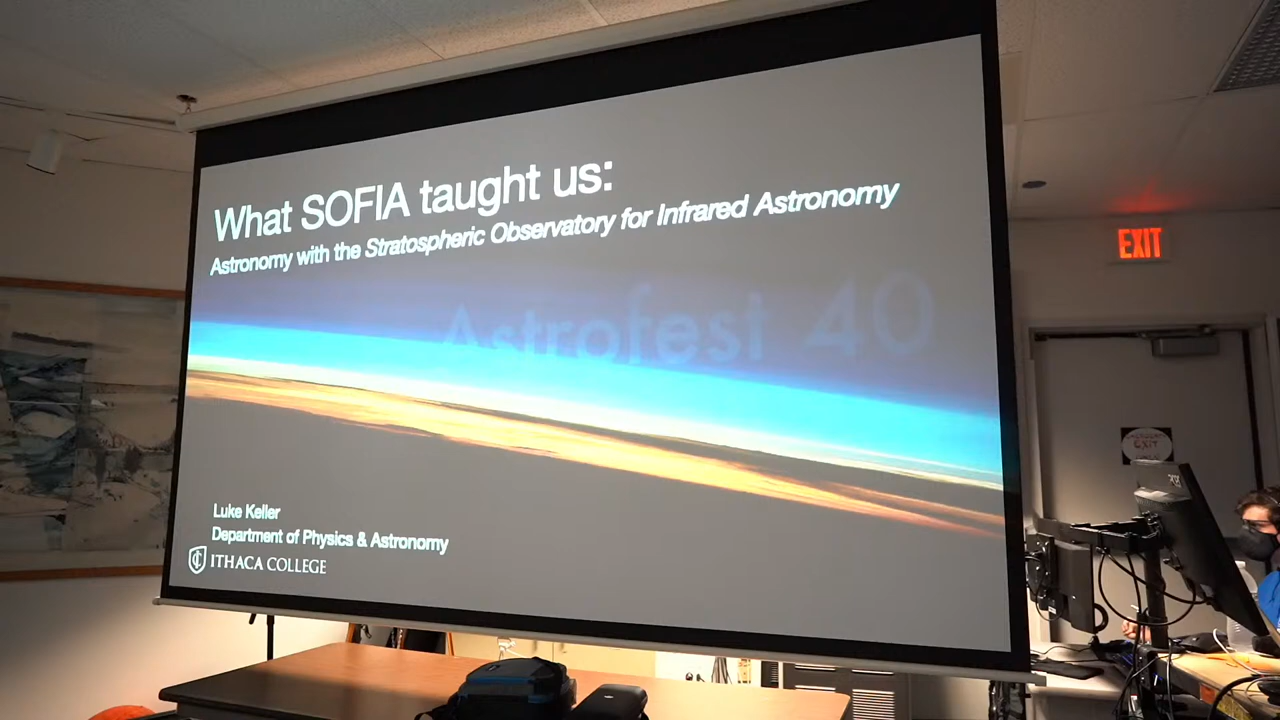 What SOFIA taught us:
Astronomy with the Stratospheric Observatory for Infrared Astronomy
Astrofest 40
Luke Keller
Department of Physics & Astronomy
ITHACA COLLEGE
EXIT
EXIT